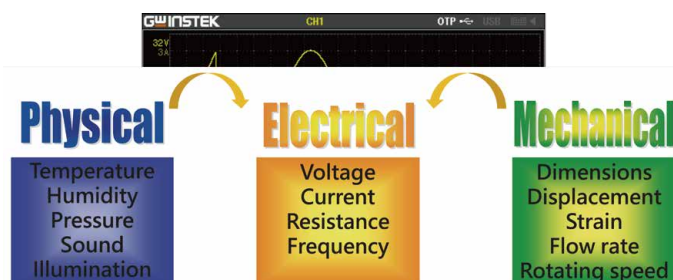 GWINSTEK CH1 OTP USB
32V
3A
Physical Electrical Mechanical
Temperature
Humidity
Pressure
Sound
Illumination
Voltage
Current
Resistance
Frequency
Dimensions
Displacement
Strain
Flow rate
Rotating speed